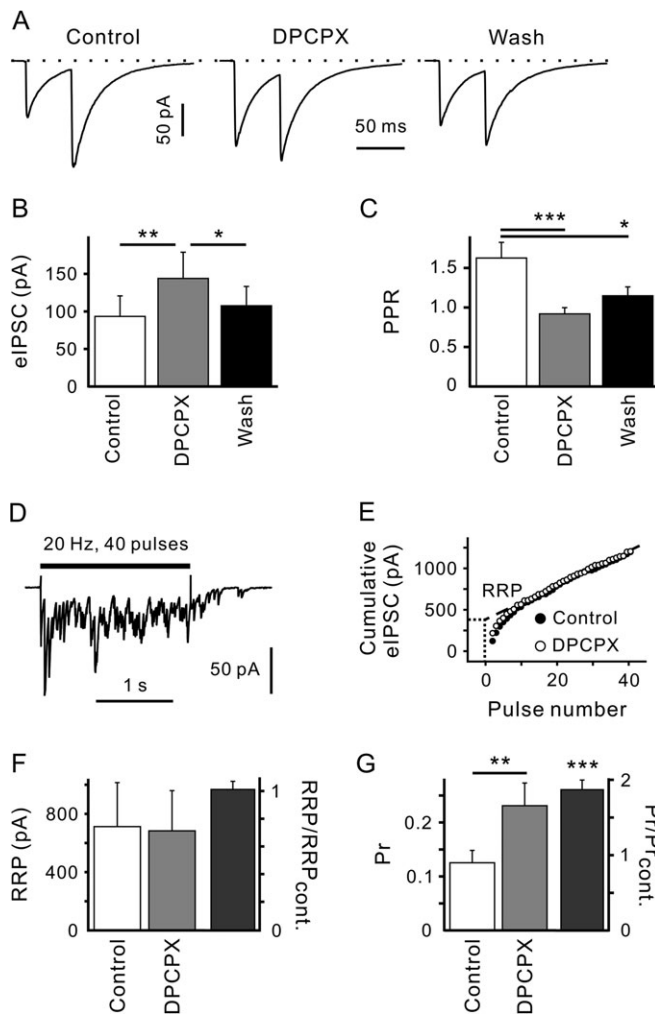 A
Control
DPCPX
Wash
50 pA
50 ms
B
eIPSC (pA)
150
100
50
0
**
*
Control
DPCPX
Wash
C
PPR
1.5
1.0
0.5
0
***
*
Control
DPCPX
Wash
D
20 Hz, 40 pulses
50 pA
1 s
E
Cumulative
eIPSC (pA)
1000
500
0
RRP
Control
DPCPX
0
20
40
Pulse number
F
RRP (pA)
800
400
0
1
0
RRP/RRPcont.
Control
DPCPX
G
Pr
0.2
0.1
0
**
***
2
1
0
Pr/Prcont.
Control
DPCPX